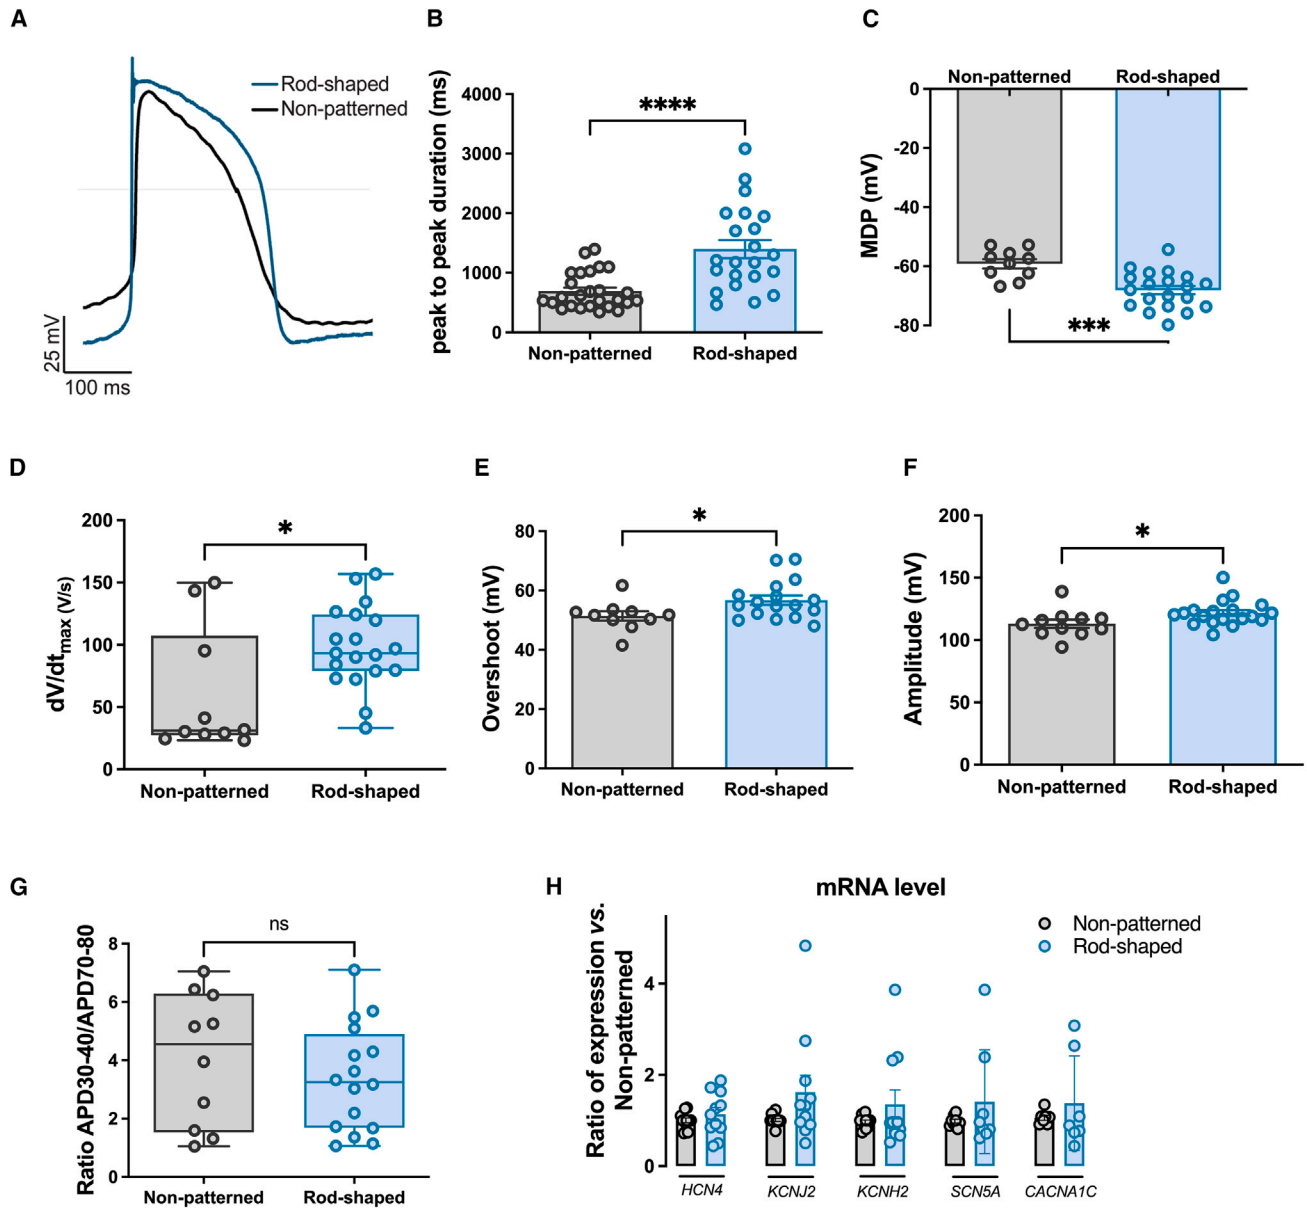 A
Rod-shaped
Non-patterned
25 mV
100 ms
B
peak to peak duration (ms)
4000
3000
2000
1000
0
****
Non-patterned
Rod-shaped
C
Non-patterned
Rod-shaped
MDP (mV)
0
-20
-40
-60
-80
***
D
dV/dtmax (V/s)
200
150
100
50
0
*
Non-patterned
Rod-shaped
E
Overshoot (mV)
80
60
40
20
0
*
Non-patterned
Rod-shaped
F
Amplitude (mV)
200
150
100
50
0
*
Non-patterned
Rod-shaped
G
Ratio APD30-40/APD70-80
8
6
4
2
0
ns
Non-patterned
Rod-shaped
H
mRNA level
Ratio of expression vs.
Non-patterned
4
2
0
Non-patterned
Rod-shaped
HCN4
KCNJ2
KCNH2
SCN5A
CACNA1C